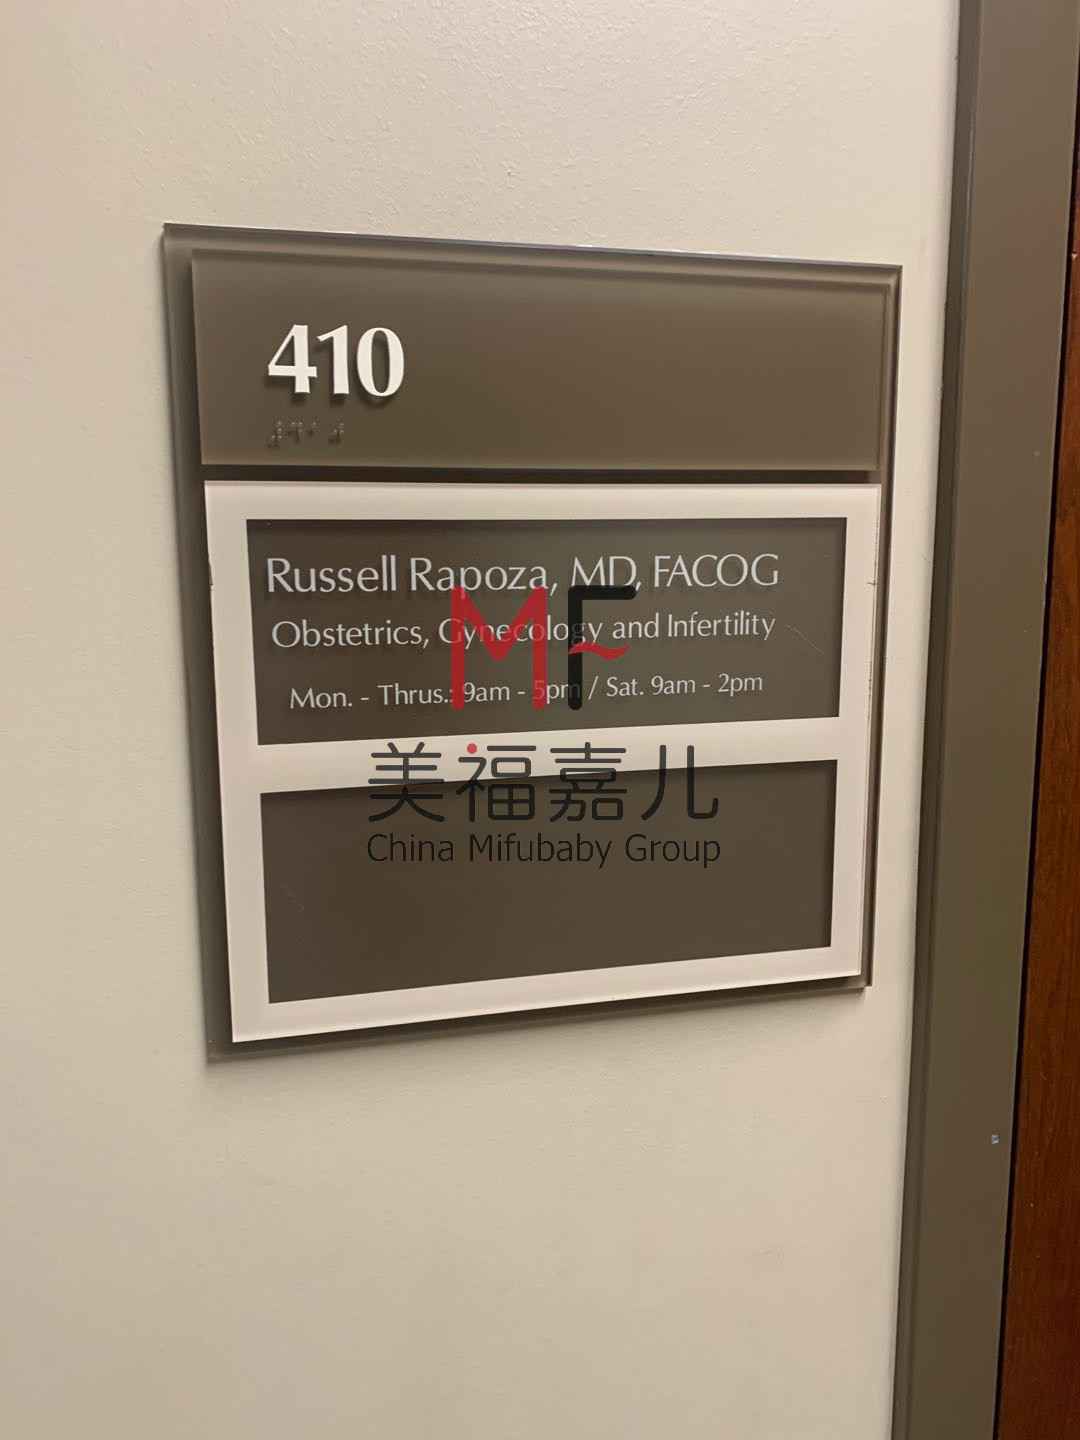 410
Russell Rapoza, MD, FACOG
Obstetrics, Gynecology and Infertility
Mon. - Thrus.: 9am - 5pm / Sat. 9am - 2pm
MF
美福嘉儿
China Mifubaby Group